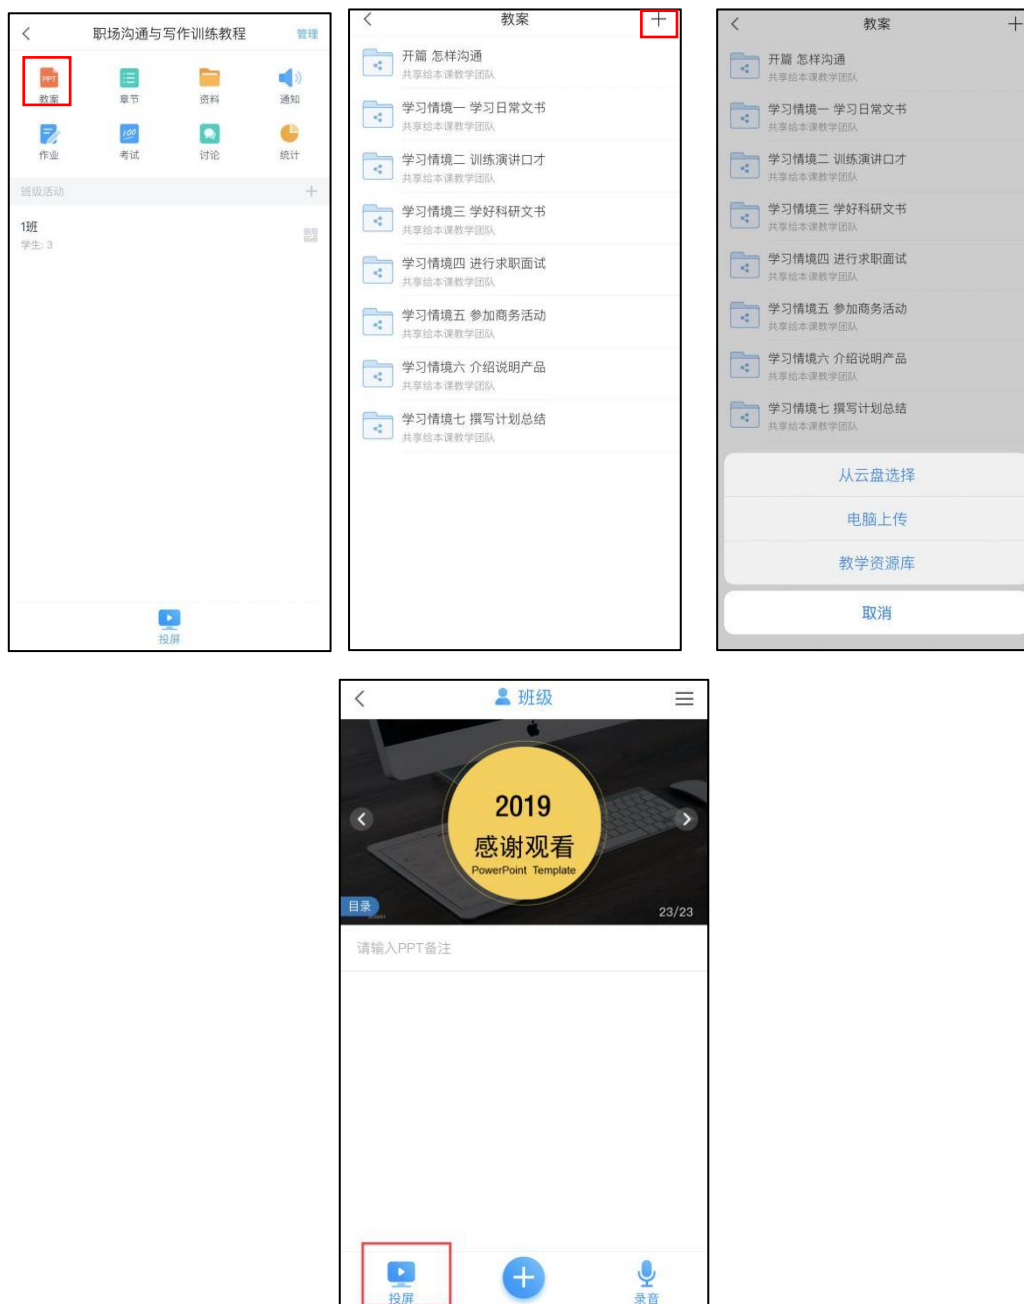 职场沟通与写作训练教程 管理
PPT
教案 章节 资料 通知
100
作业 考试 讨论 统计
班级活动
1班
学生: 3
投屏
教案
开篇 怎样沟通
共享给本课教学团队
学习情境一 学习日常文书
共享给本课教学团队
学习情境二 训练演讲口才
共享给本课教学团队
学习情境三 学好科研文书
共享给本课教学团队
学习情境四 进行求职面试
共享给本课教学团队
学习情境五 参加商务活动
共享给本课教学团队
学习情境六 介绍说明产品
共享给本课教学团队
学习情境七 撰写计划总结
共享给本课教学团队
教案
开篇 怎样沟通
共享给本课教学团队
学习情境一 学习日常文书
共享给本课教学团队
学习情境二 训练演讲口才
共享给本课教学团队
学习情境三 学好科研文书
共享给本课教学团队
学习情境四 进行求职面试
共享给本课教学团队
学习情境五 参加商务活动
共享给本课教学团队
学习情境六 介绍说明产品
共享给本课教学团队
学习情境七 撰写计划总结
共享给本课教学团队
从云盘选择
电脑上传
教学资源库
取消
班级
2019
感谢观看
PowerPoint Template
目录
23/23
请输入PPT备注
投屏 录音